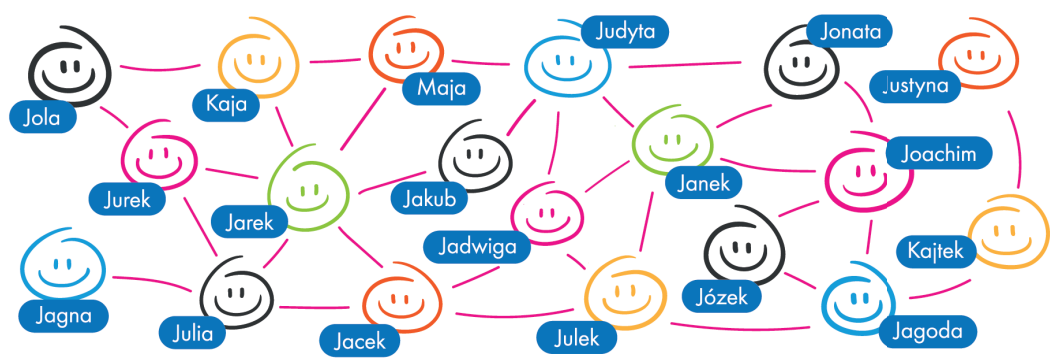 Judyta
Jonata
Maja
Justyna
Kaja
Jola
Joachim
Janek
Jurek
Jakub
Jarek
Jadwiga
Kajtek
Józek
Jagna
Julia
Jacek
Julek
Jagoda